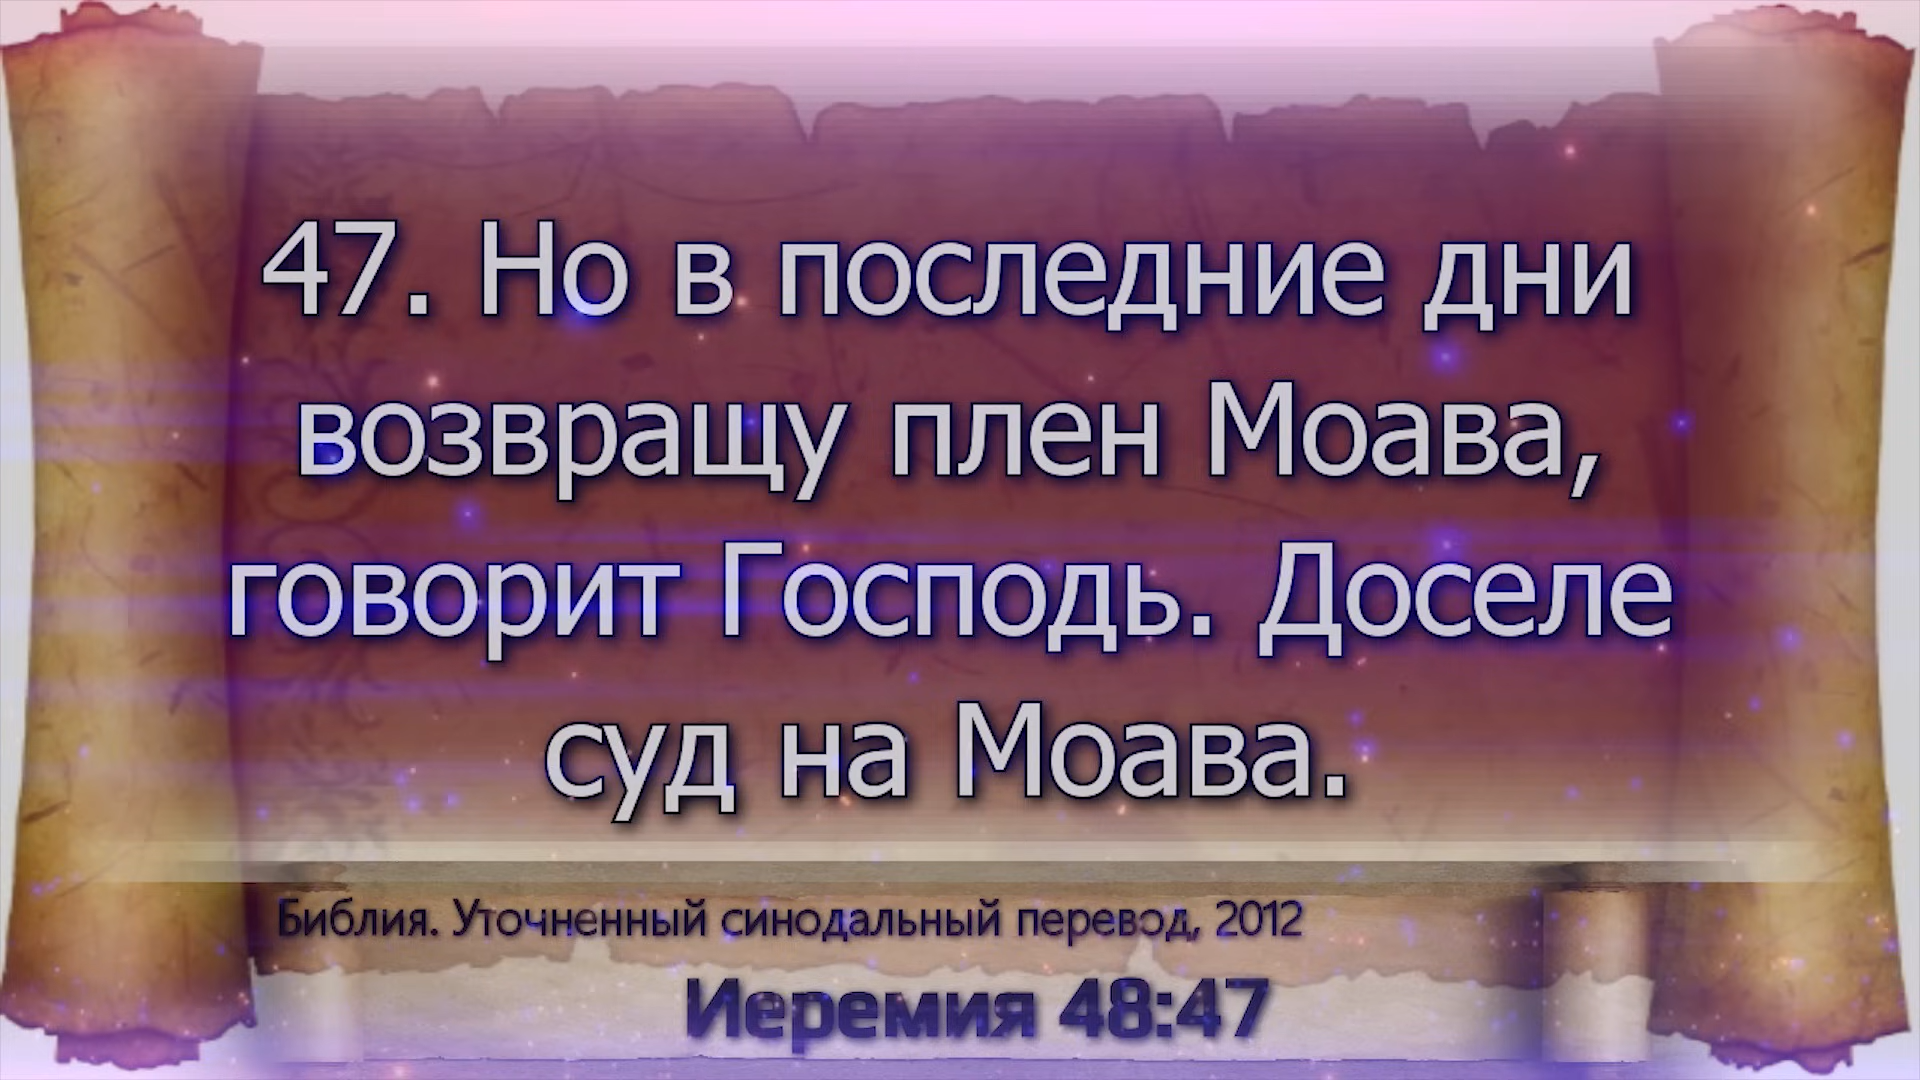 47. Но в последние дни
возвращу плен Моава,
говорит Господь. Доселе
суд на Моава.
Библия. Уточненный синодальный перевод, 2012
Иеремия 48:47